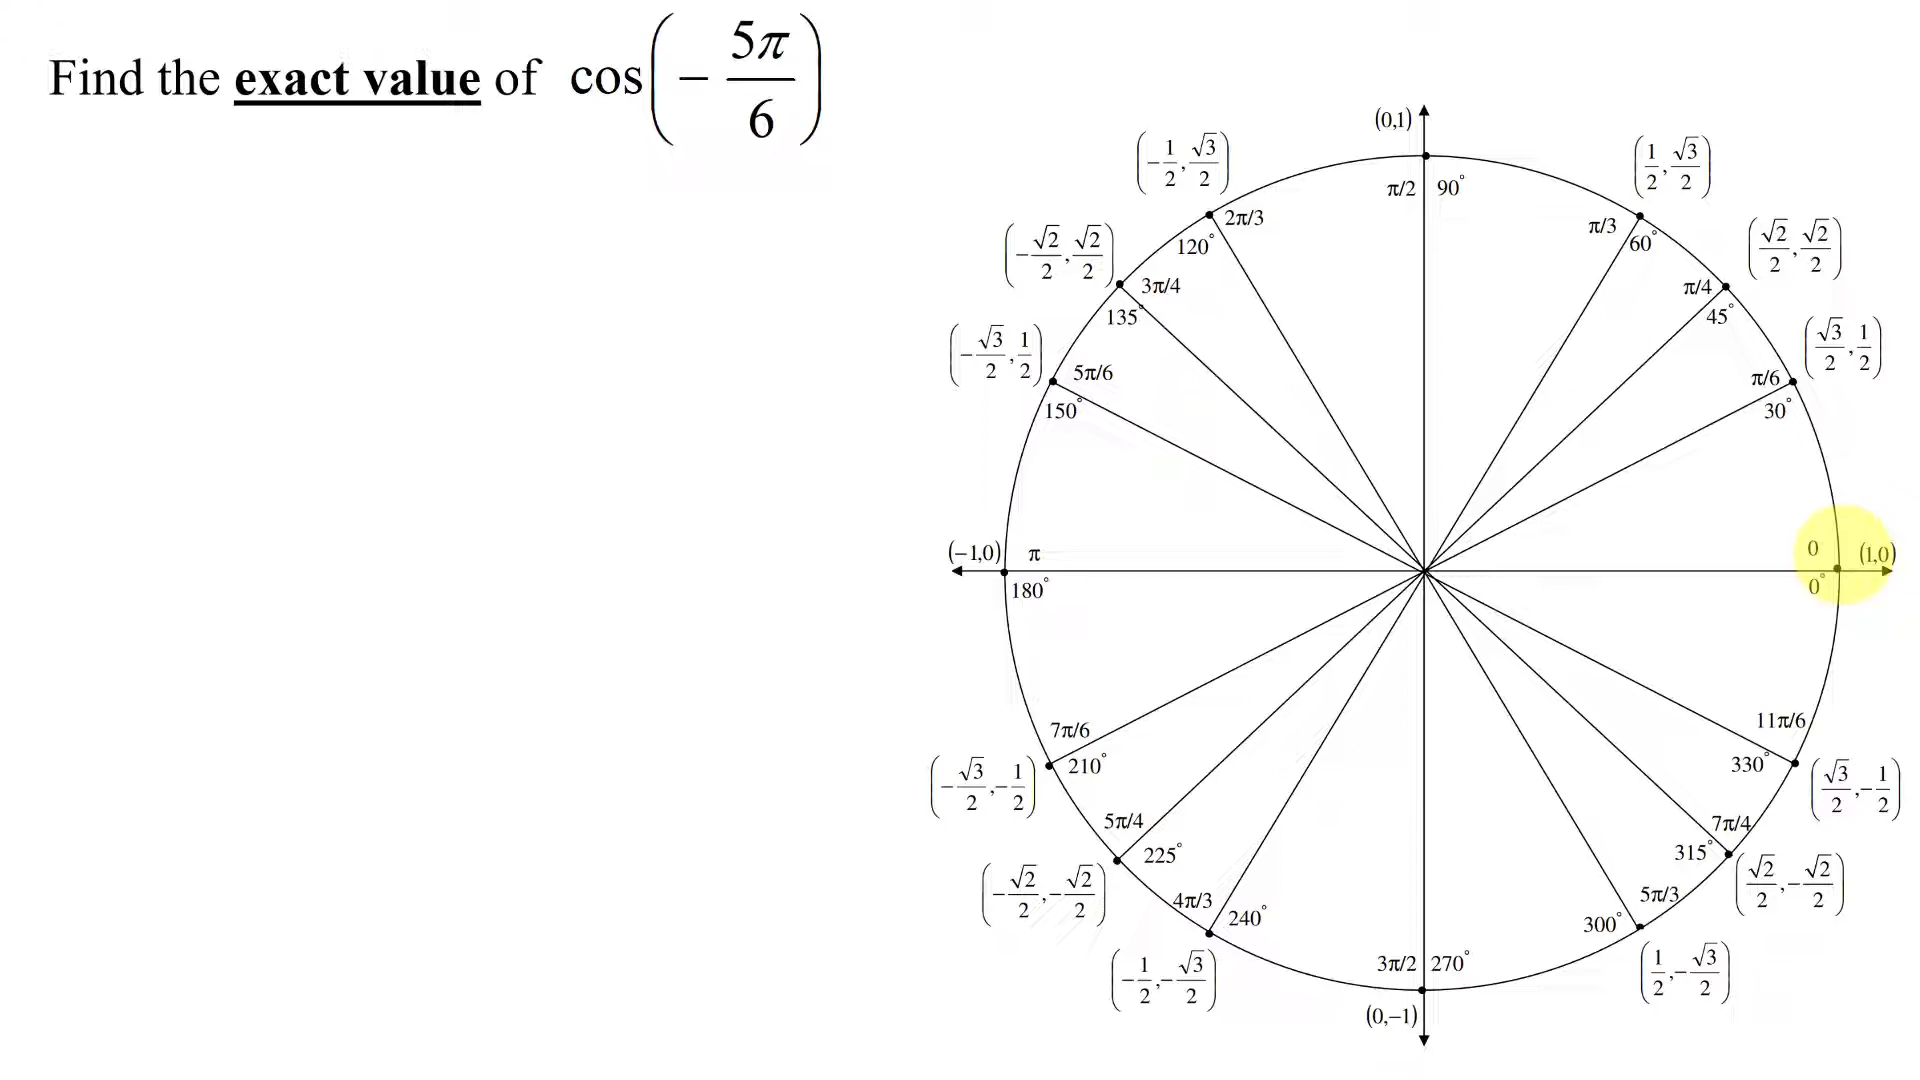 Find the exact value of cos(−5π/6)
(0,1)
(−1/2, √3/2)
(1/2, √3/2)
π/2 90°
2π/3
π/3
120°
60°
(−√2/2, √2/2)
(√2/2, √2/2)
3π/4
π/4
135°
45°
(−√3/2, 1/2)
(√3/2, 1/2)
5π/6
π/6
150°
30°
(−1,0) π
0 (1,0)
180°
0°
7π/6
11π/6
210°
330°
(−√3/2, −1/2)
(√3/2, −1/2)
5π/4
7π/4
225°
315°
(−√2/2, −√2/2)
(√2/2, −√2/2)
4π/3
5π/3
240°
300°
3π/2 270°
(−1/2, −√3/2)
(1/2, −√3/2)
(0,−1)